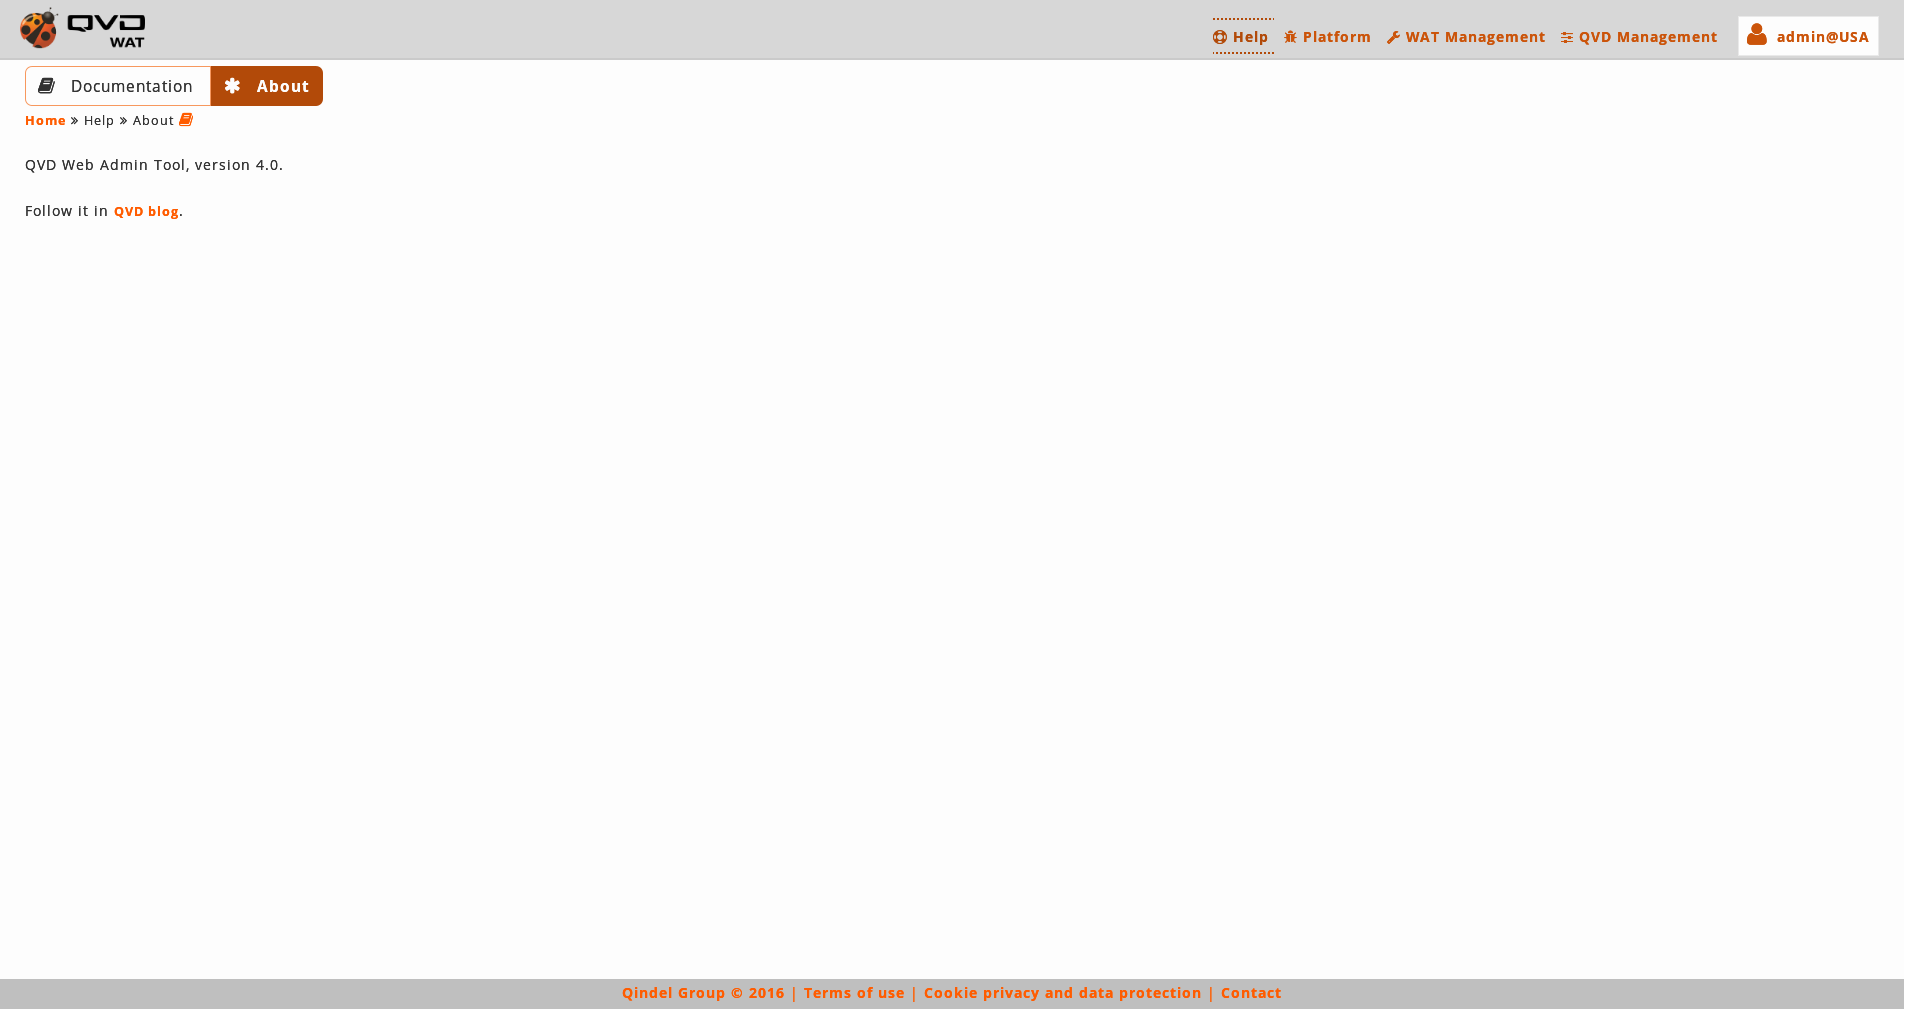 QVD
WAT
Help Platform WAT Management QVD Management admin@USA
Documentation About
Home » Help » About
QVD Web Admin Tool, version 4.0.
Follow it in QVD blog.
Qindel Group © 2016 | Terms of use | Cookie privacy and data protection | Contact